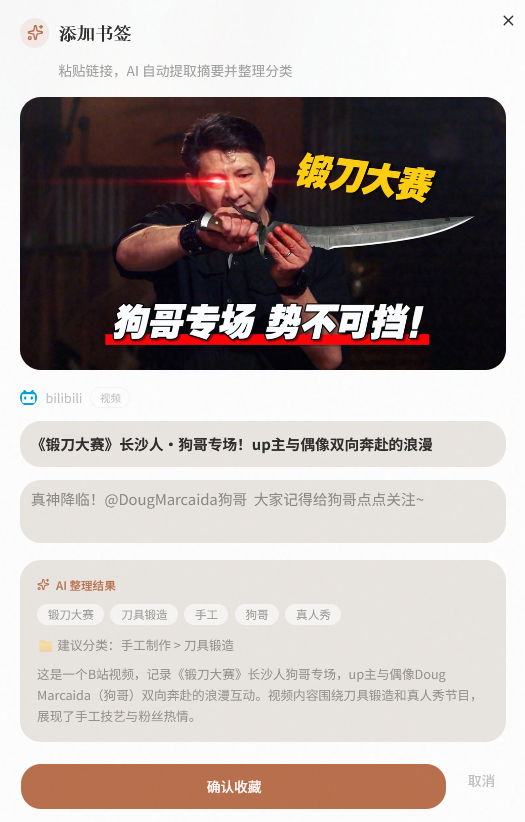 添加书签
粘贴链接，AI 自动提取摘要并整理分类
锻刀大赛
狗哥专场 势不可挡！
bilibili 视频
《锻刀大赛》长沙人·狗哥专场！up主与偶像双向奔赴的浪漫
真神降临！@DougMarcaida狗哥 大家记得给狗哥点点关注~
AI 整理结果
锻刀大赛 刀具锻造 手工 狗哥 真人秀
建议分类：手工制作 > 刀具锻造
这是一个B站视频，记录《锻刀大赛》长沙人狗哥专场，up主与偶像Doug
Marcaida（狗哥）双向奔赴的浪漫互动。视频内容围绕刀具锻造和真人秀节目，
展现了手工技艺与粉丝热情。
确认收藏 取消